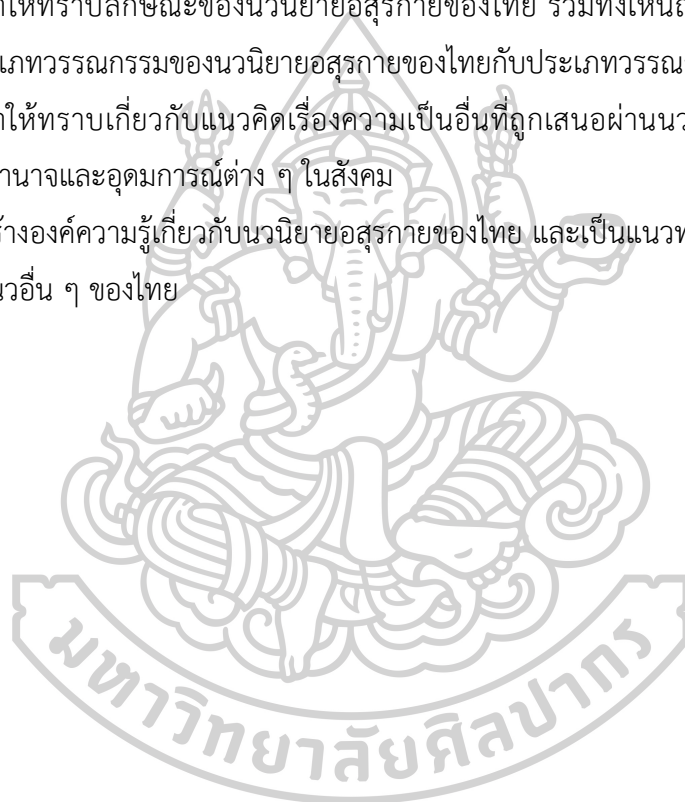 ให้ทราบลักษณะของนวนิยายอสุรกายของไทย รวมทั้งเห็นถ
เภทวรรณกรรมของนวนิยายอสุรกายของไทยกับประเภทวรรณ
ให้ทราบเกี่ยวกับแนวคิดเรื่องความเป็นอื่นที่ถูกเสนอผ่านนว
านาจและอุดมการณ์ต่าง ๆ ในสังคม
ร้างองค์ความรู้เกี่ยวกับนวนิยายอสุรกายของไทย และเป็นแนวท
นวอื่น ๆ ของไทย
มหาวิทยาลัยศิลปากร